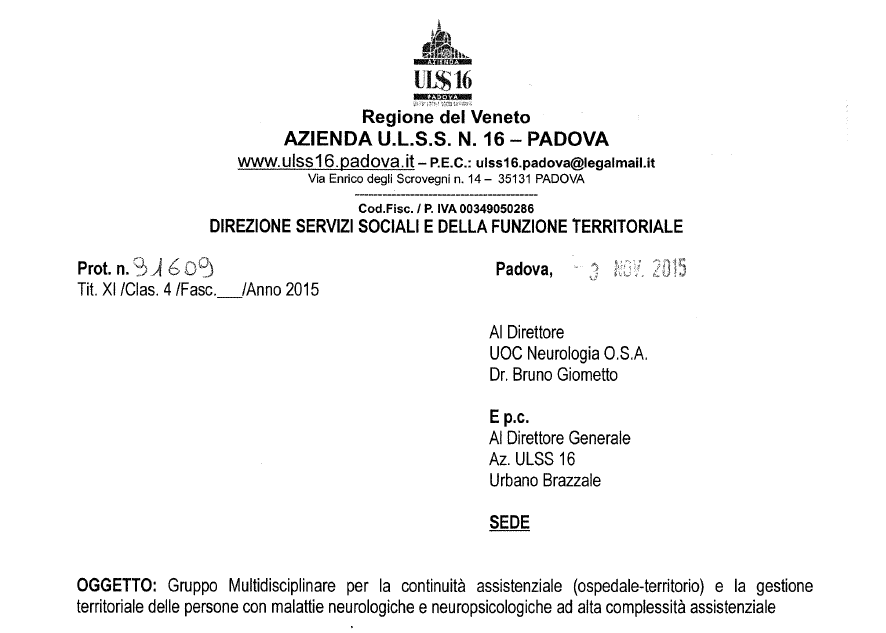 AZIENDA
ULSS 16
PADOVA
Regione del Veneto
AZIENDA U.L.S.S. N. 16 – PADOVA
www.ulss16.padova.it – P.E.C.: ulss16.padova@legalmail.it
Via Enrico degli Scrovegni n. 14 – 35131 PADOVA
----------------------------------------
Cod.Fisc. / P. IVA 00349050286
DIREZIONE SERVIZI SOCIALI E DELLA FUNZIONE TERRITORIALE
Prot. n. 91609
Padova, - 3 NOV. 2015
Tit. XI /Clas. 4 /Fasc.___/Anno 2015
Al Direttore
UOC Neurologia O.S.A.
Dr. Bruno Giometto
E p.c.
Al Direttore Generale
Az. ULSS 16
Urbano Brazzale
SEDE
OGGETTO: Gruppo Multidisciplinare per la continuità assistenziale (ospedale-territorio) e la gestione
territoriale delle persone con malattie neurologiche e neuropsicologiche ad alta complessità assistenziale